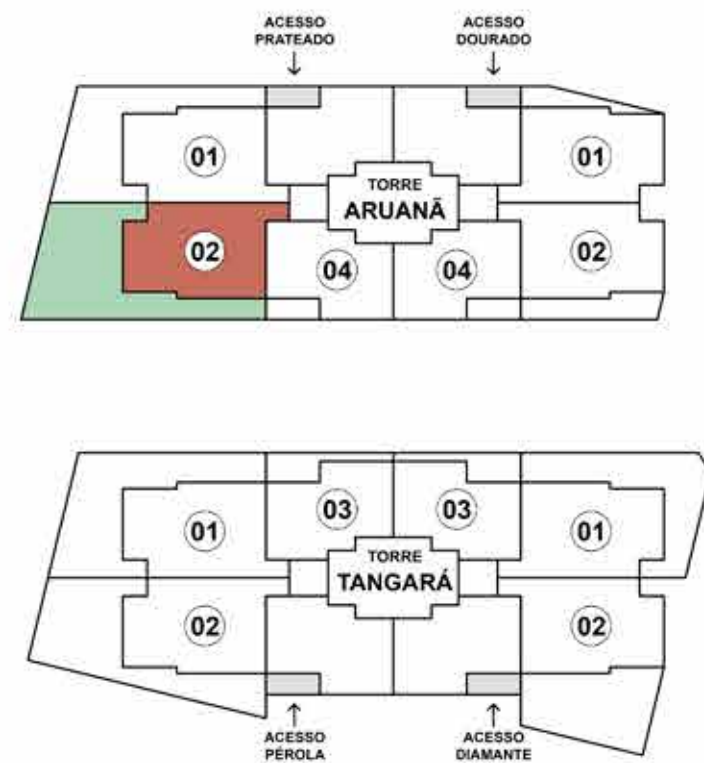 ACESSO
PRATEADO
ACESSO
DOURADO
01
01
TORRE
ARUANÃ
02
04
04
02
03
03
01
01
TORRE
TANGARÁ
02
02
ACESSO
PÉROLA
ACESSO
DIAMANTE